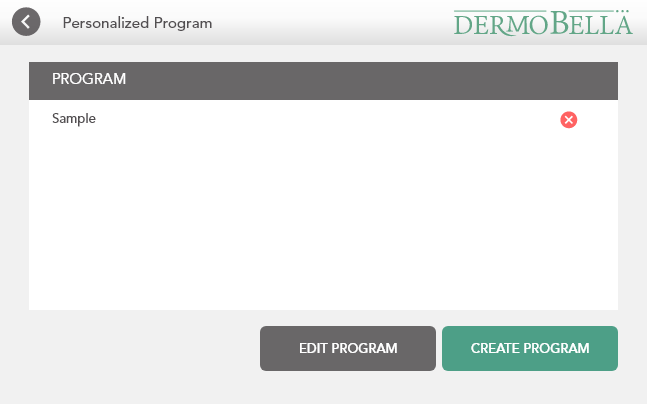 Personalized Program
DERMOBELLA
PROGRAM
Sample
EDIT PROGRAM
CREATE PROGRAM